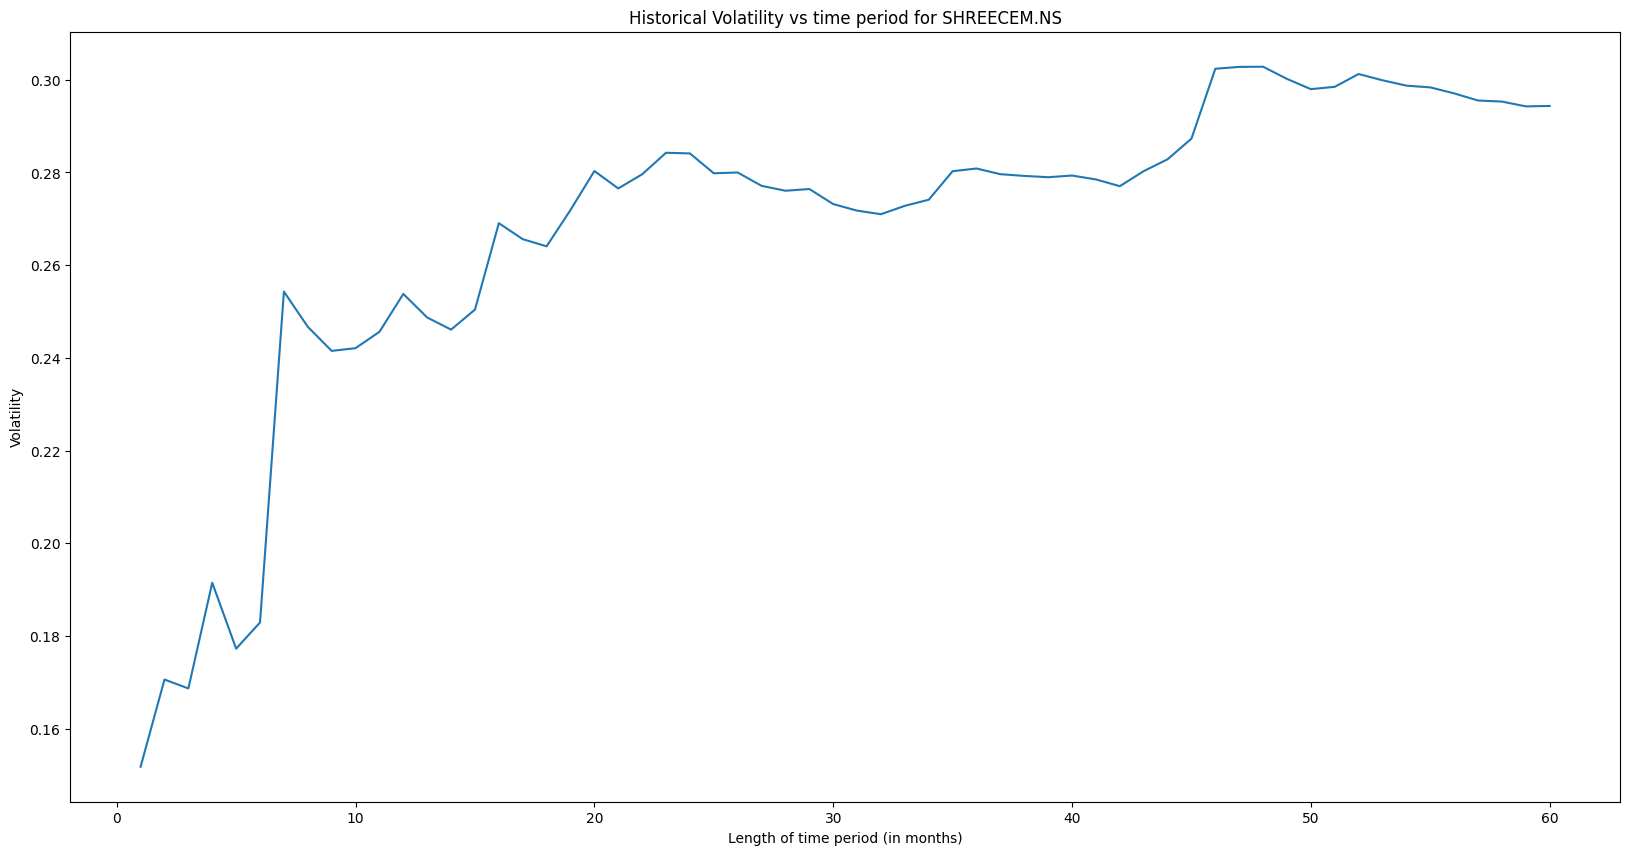 Historical Volatility vs time period for SHREECEM.NS
0.30
0.28
0.26
0.24
0.22
0.20
0.18
0.16
Volatility
0 10 20 30 40 50 60
Length of time period (in months)